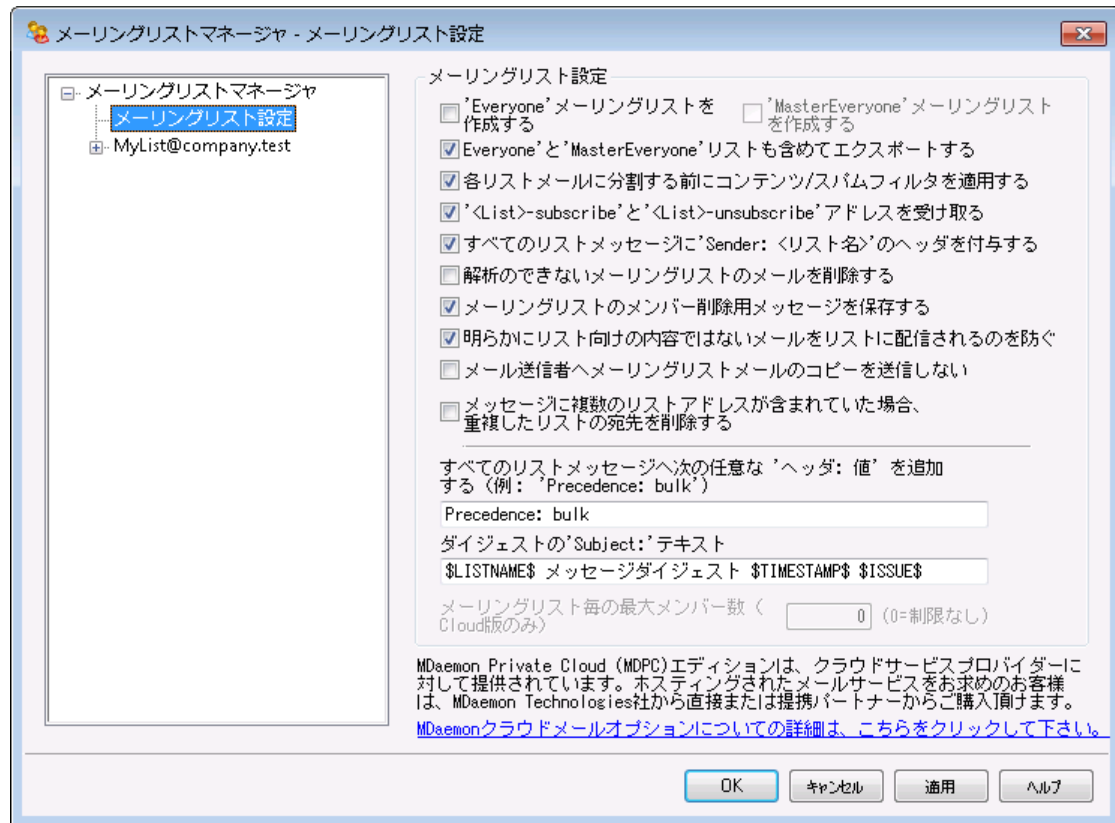 メーリングリストマネージャ - メーリングリスト設定
メーリングリストマネージャ
メーリングリスト設定
MyList@company.test
メーリングリスト設定
'Everyone'メーリングリストを
作成する
'MasterEveryone'メーリングリスト
を作成する
Everyone'と'MasterEveryone'リストも含めてエクスポートする
各リストメールに分割する前にコンテンツ/スパムフィルタを適用する
'<List>-subscribe'と'<List>-unsubscribe'アドレスを受け取る
すべてのリストメッセージに'Sender: <リスト名>'のヘッダを付与する
解析のできないメーリングリストのメールを削除する
メーリングリストのメンバー削除用メッセージを保存する
明らかにリスト向けの内容ではないメールをリストに配信されるのを防ぐ
メール送信者へメーリングリストメールのコピーを送信しない
メッセージに複数のリストアドレスが含まれていた場合、
重複したリストの宛先を削除する
すべてのリストメッセージへ次の任意な 'ヘッダ: 値' を追加
する (例: 'Precedence: bulk')
Precedence: bulk
ダイジェストの'Subject:'テキスト
$LISTNAME$ メッセージダイジェスト $TIMESTAMP$ $ISSUE$
メーリングリスト毎の最大メンバー数 (
Cloud版のみ)
0 (0=制限なし)
MDaemon Private Cloud (MDPC)エディションは、クラウドサービスプロバイダーに
対して提供されています。ホスティングされたメールサービスをお求めのお客様
は、MDaemon Technologies社から直接または提携パートナーからご購入頂けます。
MDaemonクラウドメールオプションについての詳細は、こちらをクリックして下さい。
OK
キャンセル
適用
ヘルプ